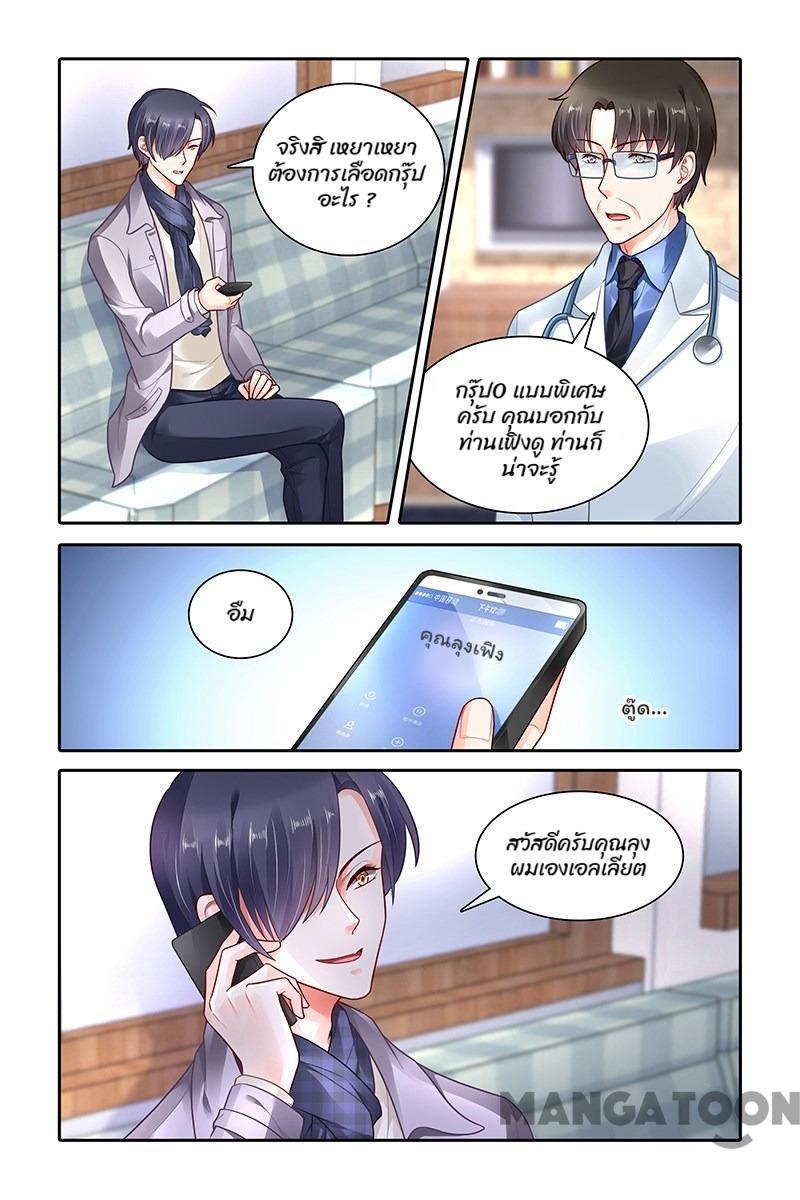 จริงสิ เหยาเหยา
ต้องการเลือดกรุ๊ป
อะไร ?
กรุ๊ปO แบบพิเศษ
ครับ คุณบอกกับ
ท่านเฟิงดู ท่านก็
น่าจะรู้
อืม
中国移动
คุณลุงเฟิง
ตู๊ด...
สวัสดีครับคุณลุง
ผมเองเอลเลียต
MANGATOON